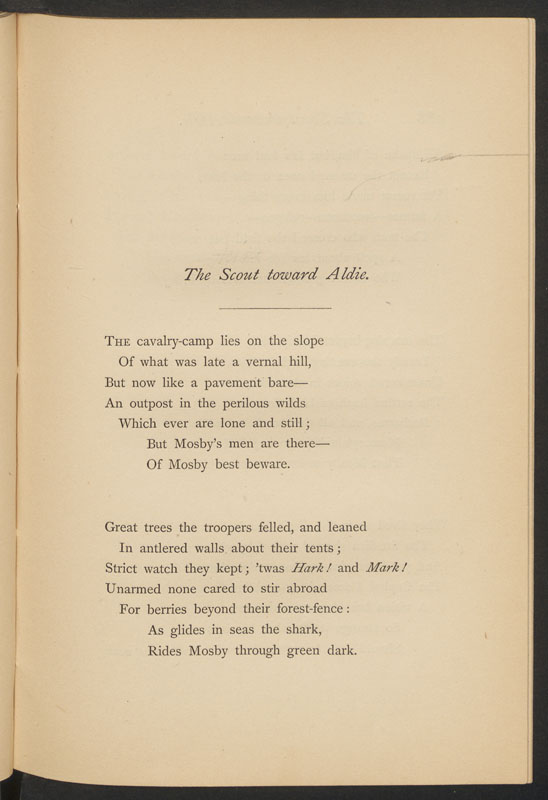 The Scout toward Aldie.
THE cavalry-camp lies on the slope
Of what was late a vernal hill,
But now like a pavement bare—
An outpost in the perilous wilds
Which ever are lone and still;
But Mosby's men are there—
Of Mosby best beware.
Great trees the troopers felled, and leaned
In antlered walls about their tents;
Strict watch they kept; 'twas Hark! and Mark!
Unarmed none cared to stir abroad
For berries beyond their forest-fence:
As glides in seas the shark,
Rides Mosby through green dark.